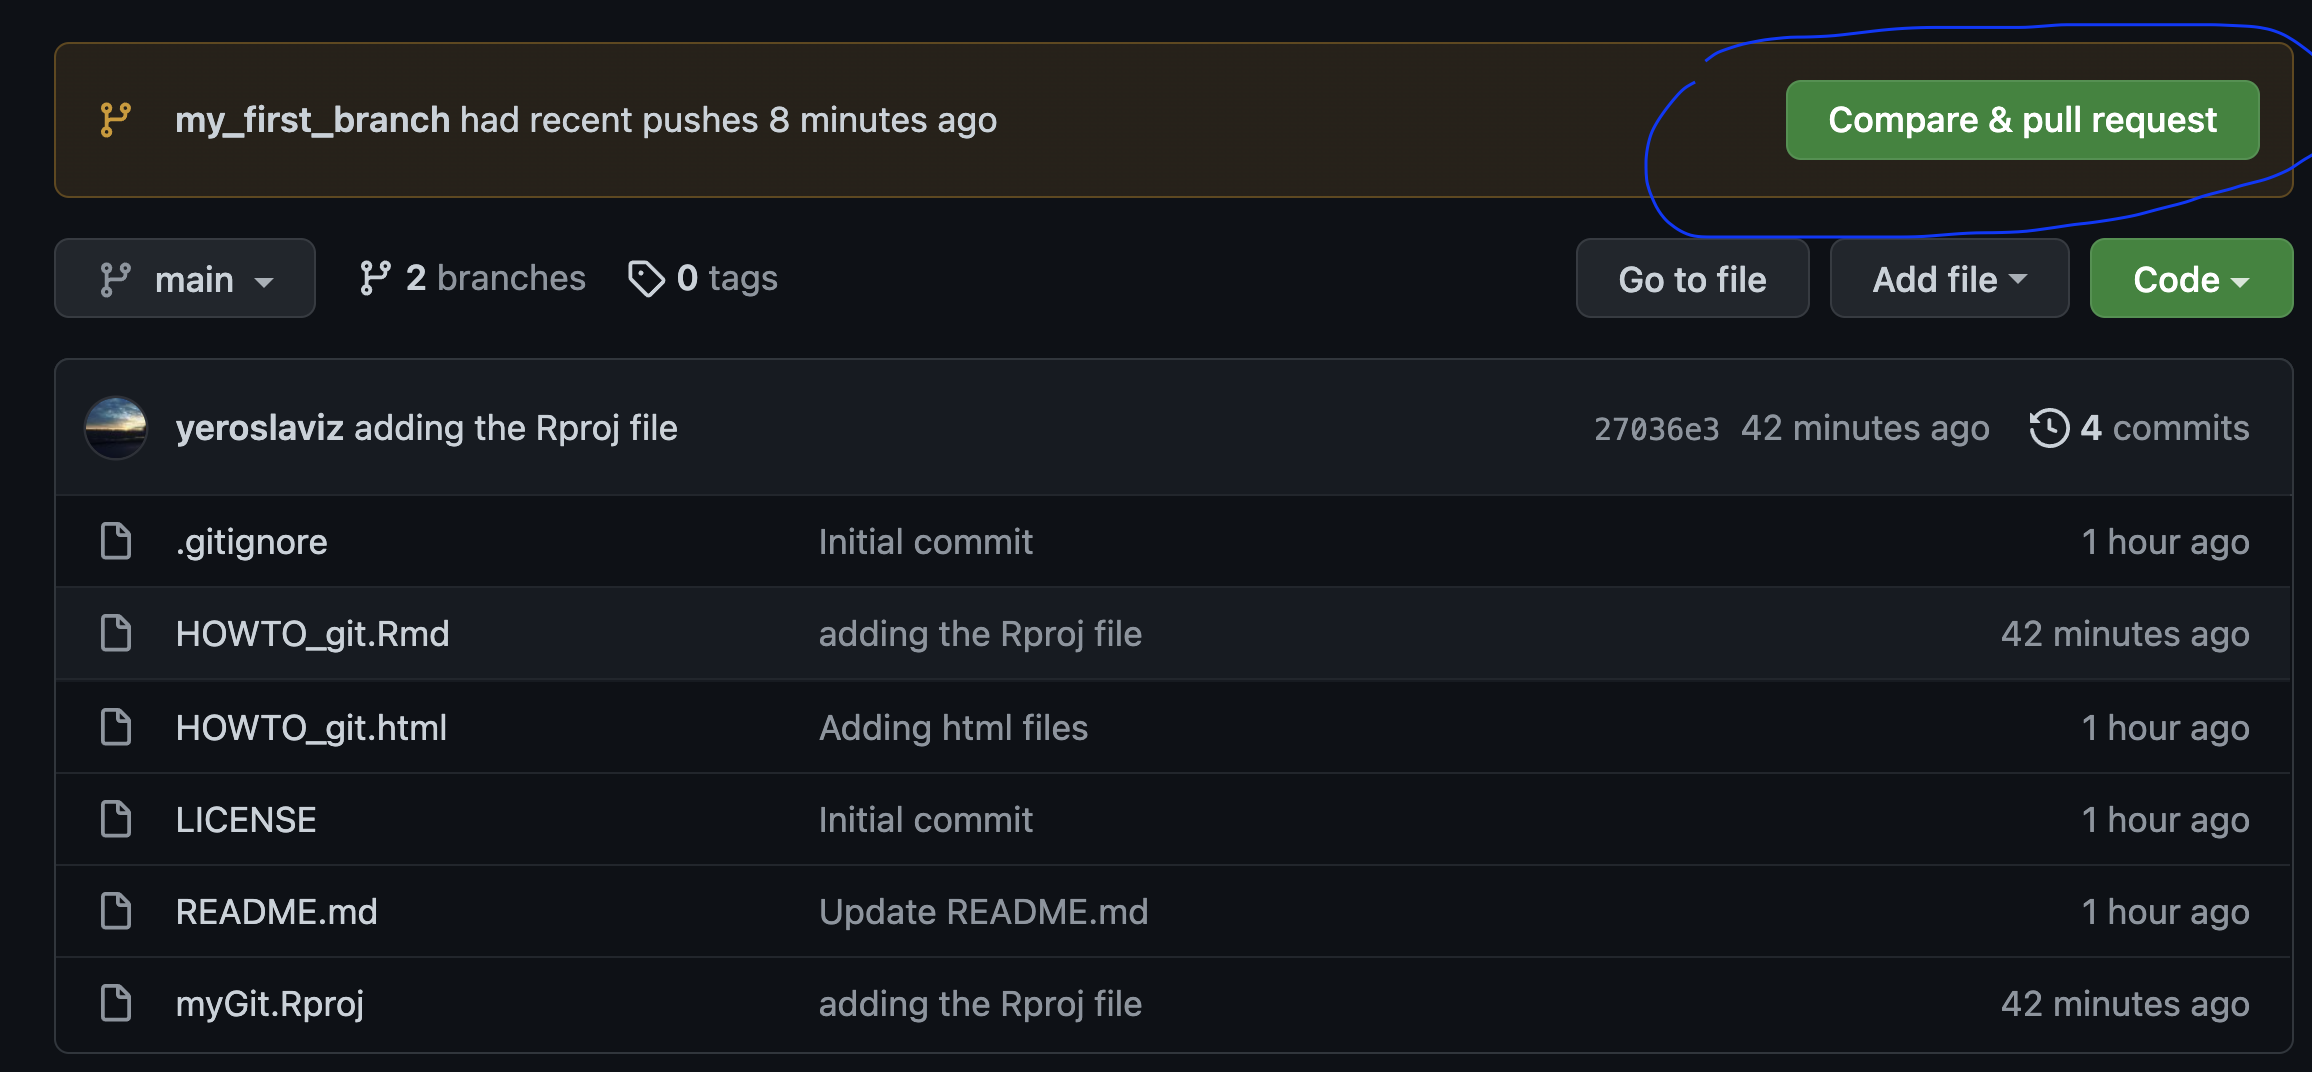 my_first_branch had recent pushes 8 minutes ago Compare & pull request
main 2 branches 0 tags Go to file Add file Code
yeroslaviz adding the Rproj file 27036e3 42 minutes ago 4 commits
.gitignore Initial commit 1 hour ago
HOWTO_git.Rmd adding the Rproj file 42 minutes ago
HOWTO_git.html Adding html files 1 hour ago
LICENSE Initial commit 1 hour ago
README.md Update README.md 1 hour ago
myGit.Rproj adding the Rproj file 42 minutes ago